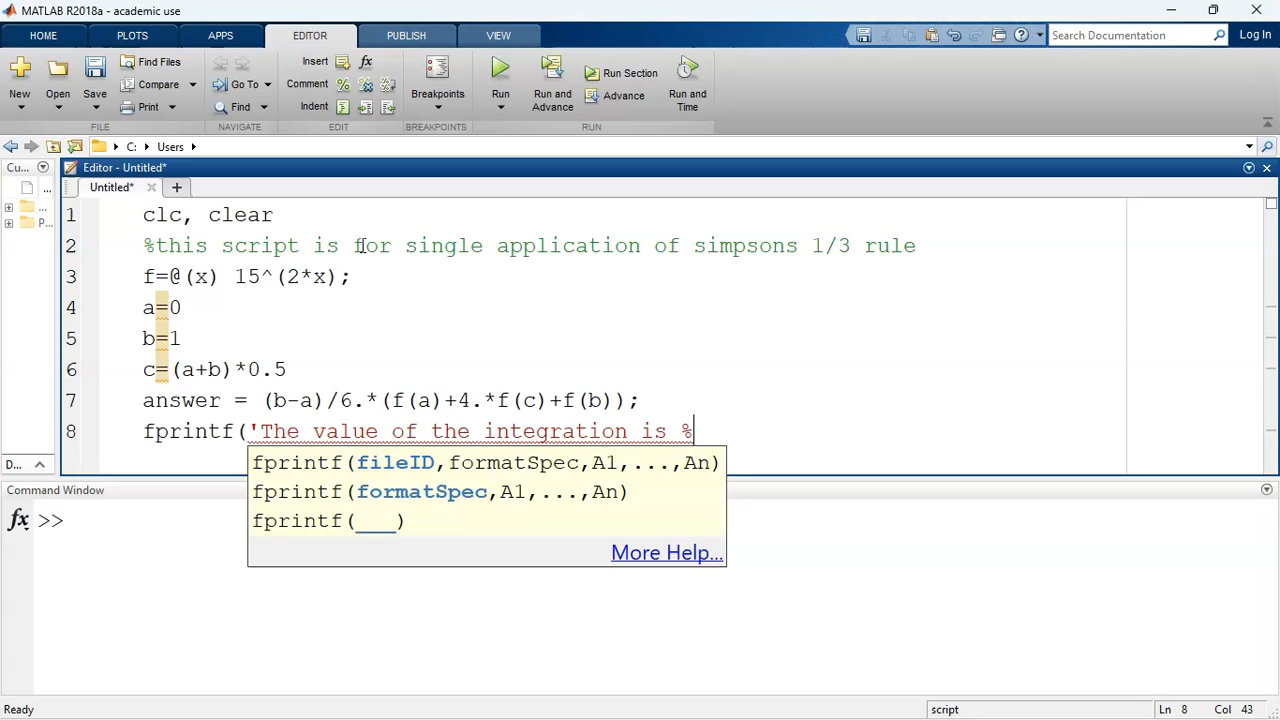 MATLAB R2018a - academic use
HOME PLOTS APPS EDITOR PUBLISH VIEW Search Documentation Log In
New Open Save Find Files Compare Print Go To Find Insert Comment Indent fx Breakpoints Run Run and Advance Run Section Advance Run and Time
FILE NAVIGATE EDIT BREAKPOINTS RUN
C: Users
Cu... Editor - Untitled*
... Untitled* +
...
P...
1 clc, clear
2 %this script is for single application of simpsons 1/3 rule
3 f=@(x) 15^(2*x);
4 a=0
5 b=1
6 c=(a+b)*0.5
7 answer = (b-a)/6.*(f(a)+4.*f(c)+f(b));
8 fprintf('The value of the integration is %
D...
fprintf(fileID,formatSpec,A1,...,An)
fprintf(formatSpec,A1,...,An)
fprintf(___)
More Help...
Command Window
fx >>
Ready script Ln 8 Col 43